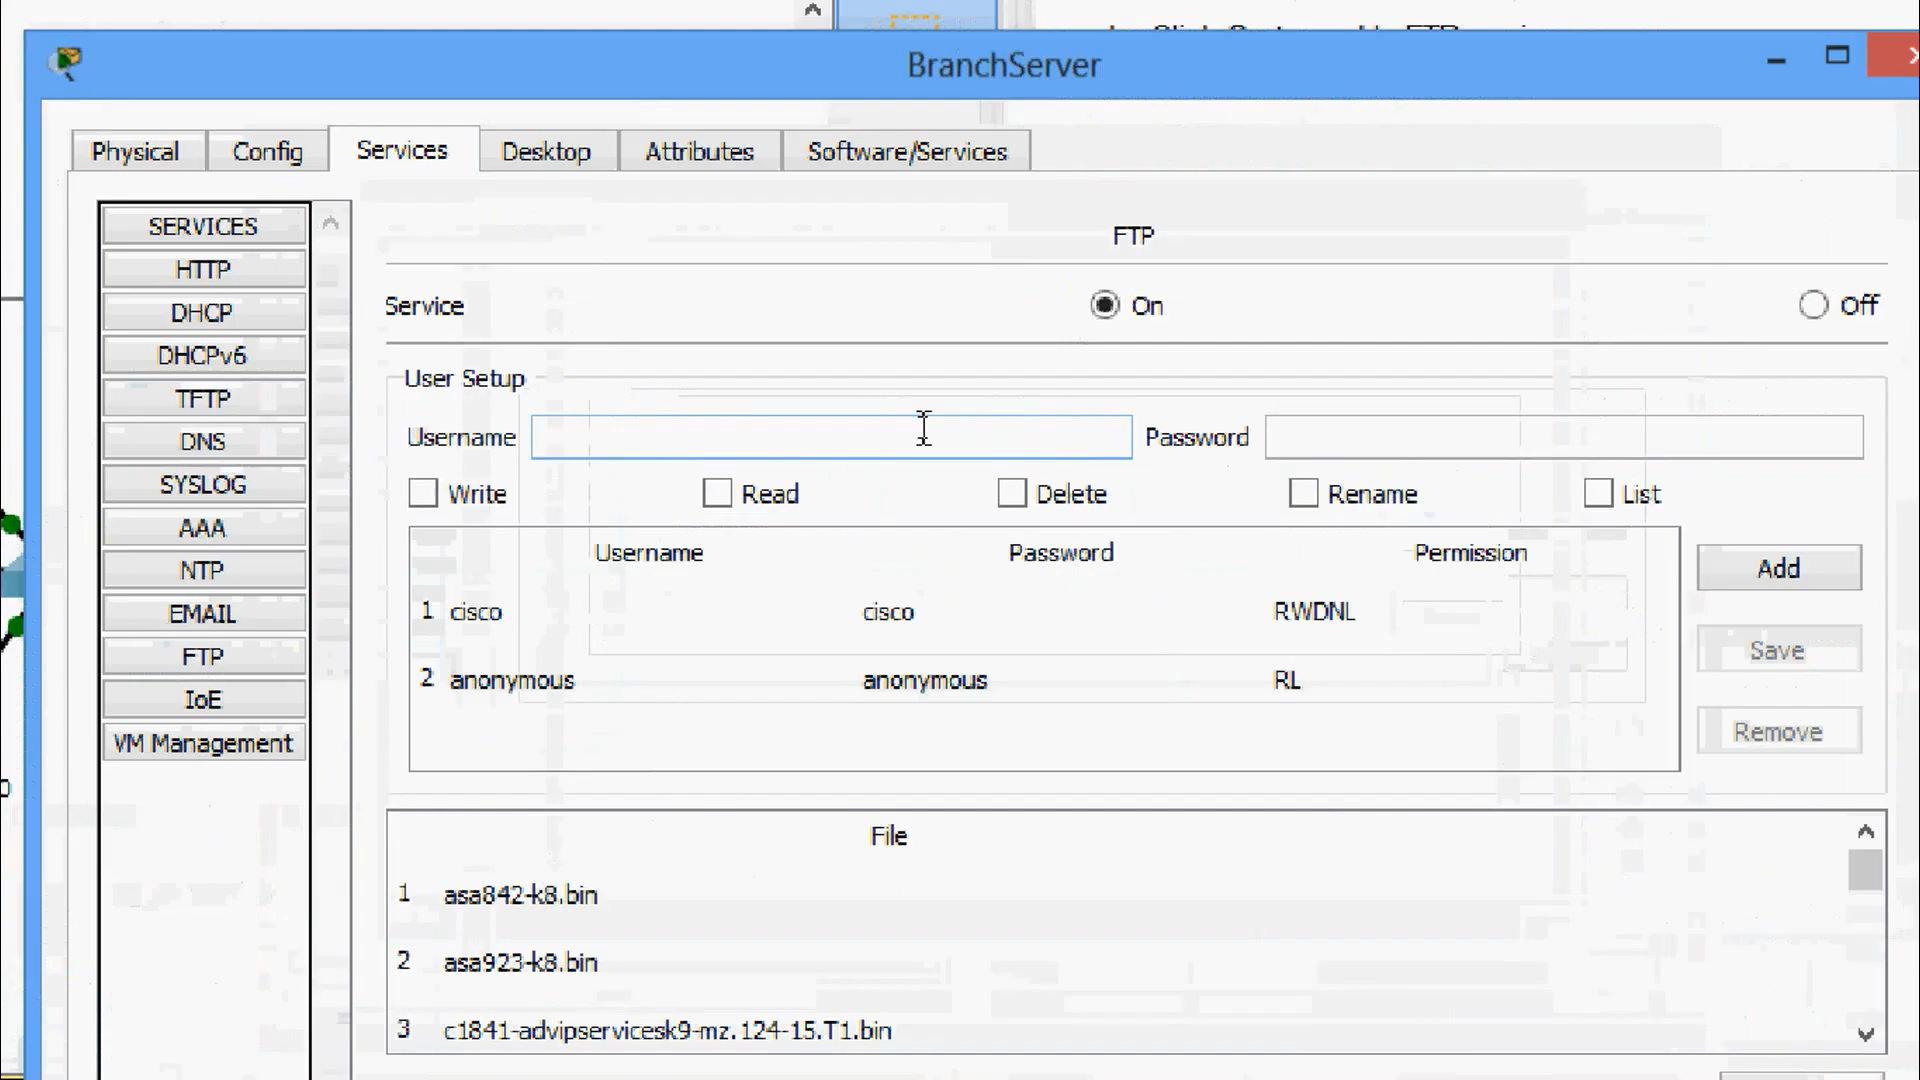 BranchServer
Physical Config Services Desktop Attributes Software/Services
SERVICES
HTTP
DHCP
DHCPv6
TFTP
DNS
SYSLOG
AAA
NTP
EMAIL
FTP
IoE
VM Management
FTP
Service On Off
User Setup
Username Password
Write Read Delete Rename List
Username Password Permission
1 cisco cisco RWDNL
2 anonymous anonymous RL
Add
Save
Remove
File
1 asa842-k8.bin
2 asa923-k8.bin
3 c1841-advipservicesk9-mz.124-15.T1.bin